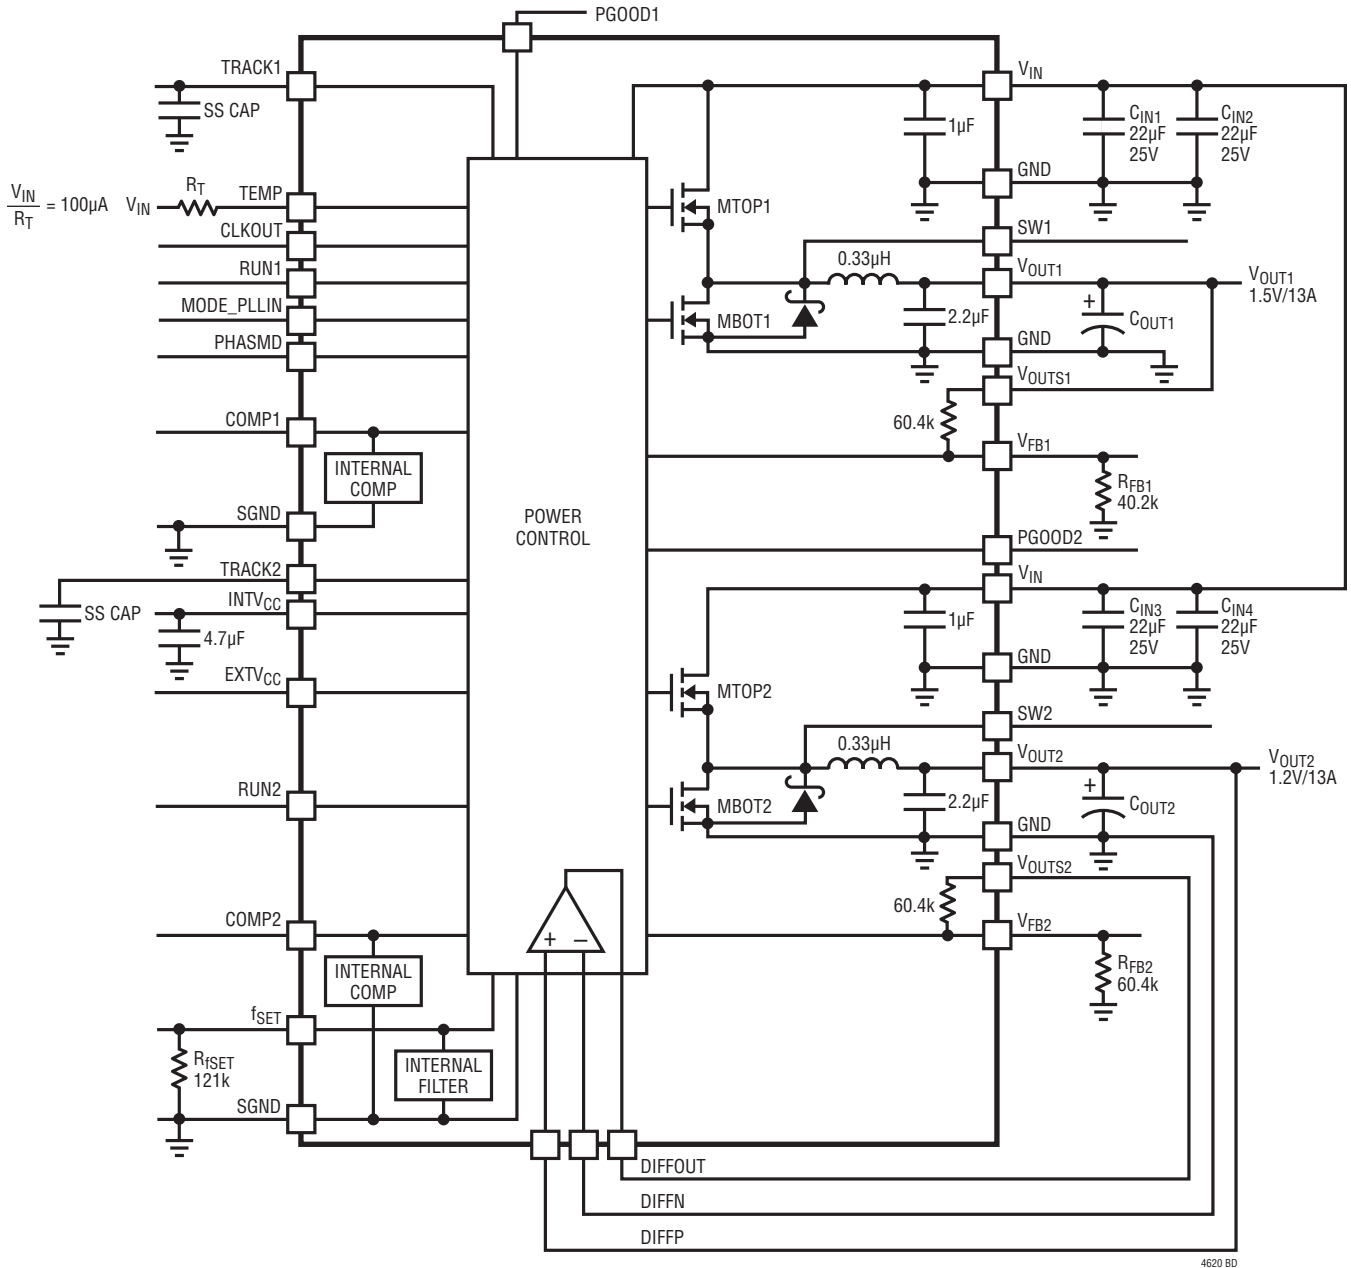 PGOOD1
TRACK1
SS CAP
VIN
RT
= 100µA
VIN
RT
TEMP
CLKOUT
RUN1
MODE_PLLIN
PHASMD
COMP1
INTERNAL
COMP
SGND
TRACK2
SS CAP
INTVCC
4.7µF
EXTVCC
RUN2
COMP2
INTERNAL
COMP
fSET
RfSET
121k
INTERNAL
FILTER
SGND
POWER
CONTROL
+
–
VIN
1µF
CIN1
22µF
25V
CIN2
22µF
25V
GND
MTOP1
SW1
0.33µH
VOUT1
VOUT1
1.5V/13A
MBOT1
2.2µF
+
COUT1
GND
VOUTS1
60.4k
VFB1
RFB1
40.2k
PGOOD2
VIN
1µF
CIN3
22µF
25V
CIN4
22µF
25V
GND
MTOP2
SW2
0.33µH
VOUT2
VOUT2
1.2V/13A
MBOT2
2.2µF
+
COUT2
GND
VOUTS2
60.4k
VFB2
RFB2
60.4k
DIFFOUT
DIFFN
DIFFP
4620 BD